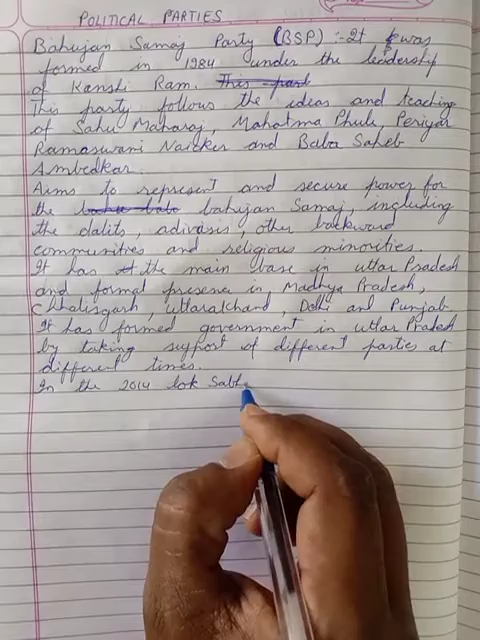 POLITICAL PARTIES
Bahujan Samaj Party (BSP) :- It was
formed in 1984 under the leadership
of Kanshi Ram. This part
This party follows the ideas and teaching
of Sahu Maharaj, Mahatma Phule, Periyar
Ramaswami Naicker and Baba Saheb
Ambedkar.
Aims to represent and secure power for
the bahujan Samaj, including
the dalits, adivasis, other backward
communities and religious minorities.
It has the main base in Uttar Pradesh
and formal presence in, Madhya Pradesh,
Chhatisgarh, Uttarakhand, Delhi and Punjab.
It has formed government in Uttar Pradesh
by taking support of different parties at
different times.
In the 2014 lok Sabh